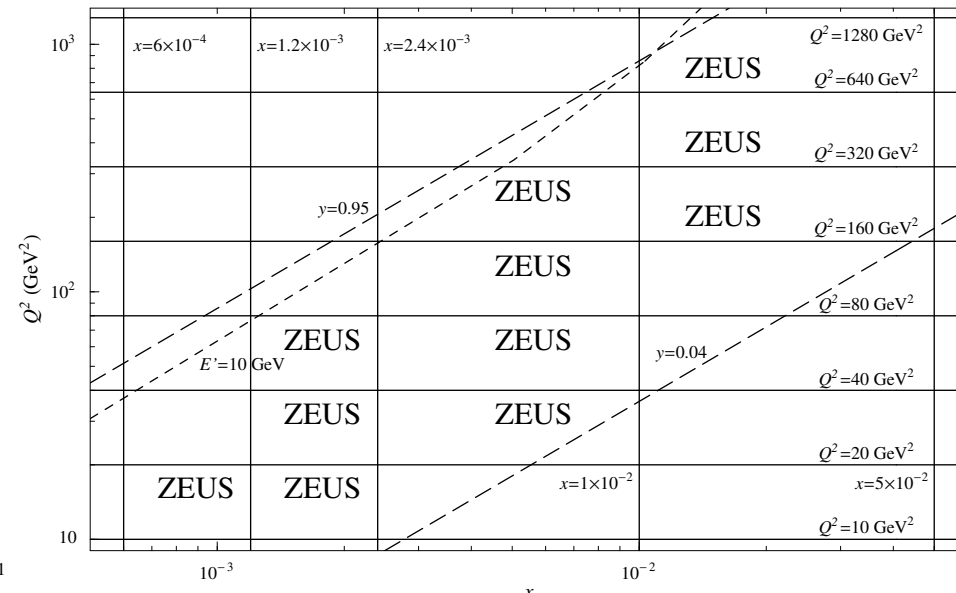 10³
x=6×10⁻⁴
x=1.2×10⁻³
x=2.4×10⁻³
Q²=1280 GeV²
ZEUS
Q²=640 GeV²
ZEUS
Q²=320 GeV²
ZEUS
y=0.95
ZEUS
Q²=160 GeV²
Q² (GeV²)
ZEUS
10²
Q²=80 GeV²
ZEUS
ZEUS
y=0.04
E’=10 GeV
Q²=40 GeV²
ZEUS
ZEUS
Q²=20 GeV²
ZEUS
ZEUS
x=1×10⁻²
x=5×10⁻²
10
Q²=10 GeV²
1
10⁻³
10⁻²